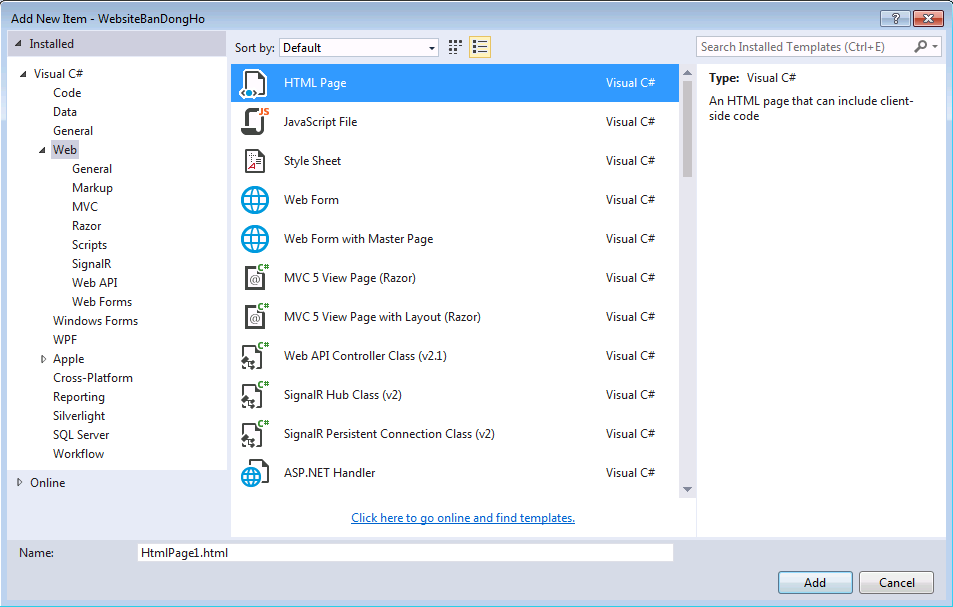 Add New Item - WebsiteBanDongHo
?
Installed
Sort by: Default
Search Installed Templates (Ctrl+E)
Visual C#
Code
Data
General
Web
General
Markup
MVC
Razor
Scripts
SignalR
Web API
Web Forms
Windows Forms
WPF
Apple
Cross-Platform
Reporting
Silverlight
SQL Server
Workflow
Online
HTML Page Visual C#
JS
JavaScript File Visual C#
A
Style Sheet Visual C#
Web Form Visual C#
Web Form with Master Page Visual C#
C#
@
MVC 5 View Page (Razor) Visual C#
C#
@
MVC 5 View Page with Layout (Razor) Visual C#
C#
Web API Controller Class (v2.1) Visual C#
C#
SignalR Hub Class (v2) Visual C#
C#
SignalR Persistent Connection Class (v2) Visual C#
ASP.NET Handler Visual C#
Click here to go online and find templates.
Type: Visual C#
An HTML page that can include client-
side code
Name: HtmlPage1.html
Add Cancel